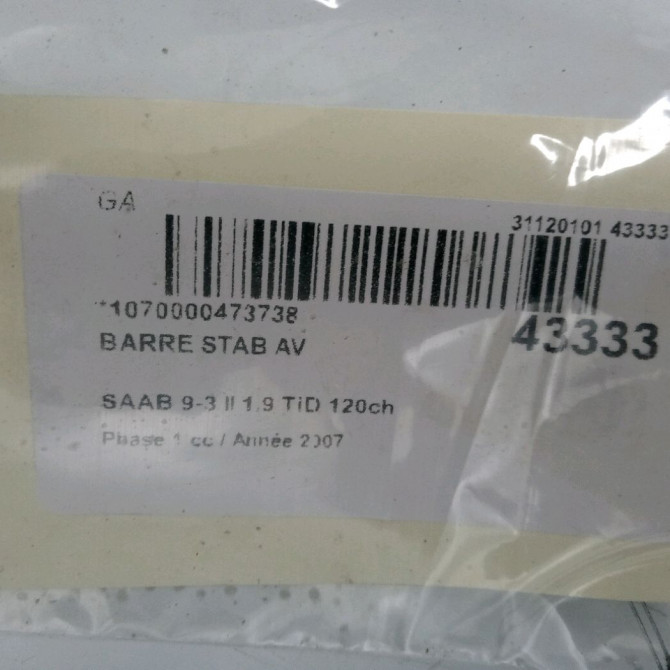 GA
31120101 43333
*1070000473738
43333
BARRE STAB AV
SAAB 9-3 II 1.9 TiD 120ch
Phase 1 cc / Année 2007